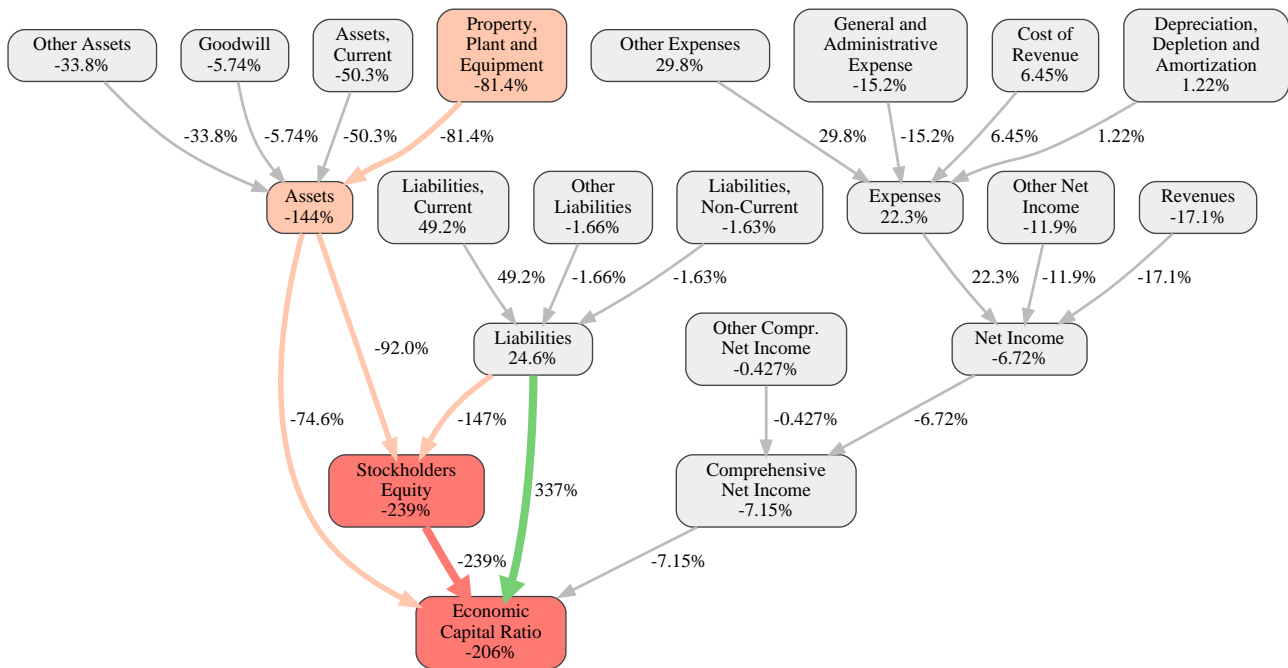 Other Assets
-33.8%
Goodwill
-5.74%
Assets,
Current
-50.3%
Property,
Plant and
Equipment
-81.4%
Other Expenses
29.8%
General and
Administrative
Expense
-15.2%
Cost of
Revenue
6.45%
Depreciation,
Depletion and
Amortization
1.22%
-33.8%
-5.74%
-50.3%
-81.4%
29.8%
-15.2%
6.45%
1.22%
Assets
-144%
Liabilities,
Current
49.2%
Other
Liabilities
-1.66%
Liabilities,
Non-Current
-1.63%
Expenses
22.3%
Other Net
Income
-11.9%
Revenues
-17.1%
49.2%
-1.66%
-1.63%
22.3%
-11.9%
-17.1%
-92.0%
Liabilities
24.6%
Other Compr.
Net Income
-0.427%
Net Income
-6.72%
-74.6%
-147%
-0.427%
-6.72%
Stockholders
Equity
-239%
337%
Comprehensive
Net Income
-7.15%
-239%
-7.15%
Economic
Capital Ratio
-206%